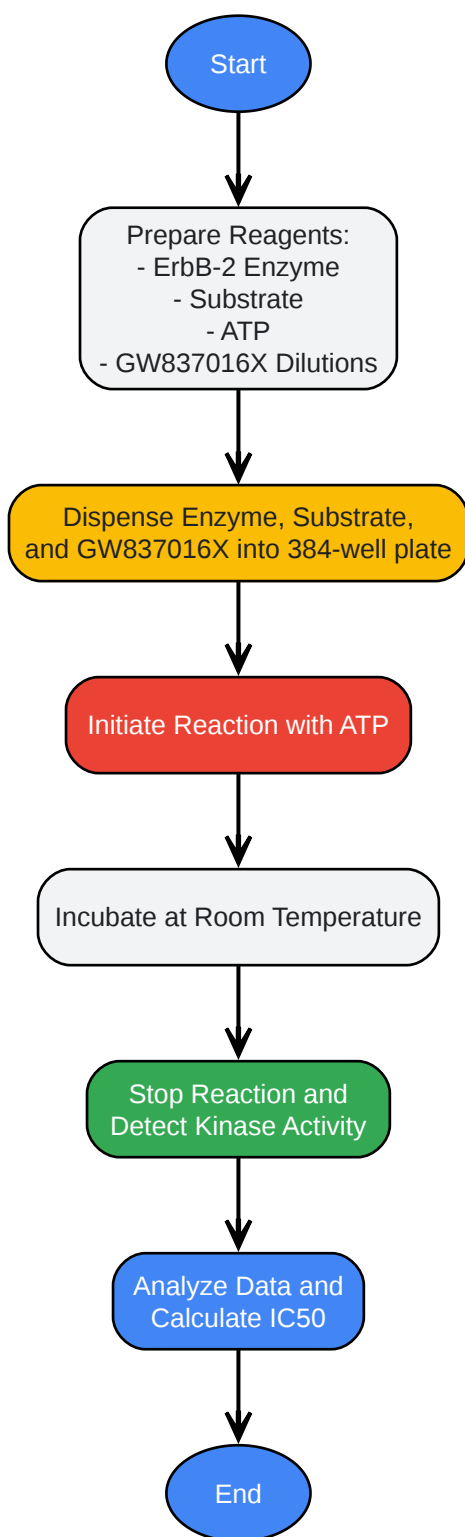 Start
Prepare Reagents:
- ErbB-2 Enzyme
- Substrate
- ATP
- GW837016X Dilutions
Dispense Enzyme, Substrate,
and GW837016X into 384-well plate
Initiate Reaction with ATP
Incubate at Room Temperature
Stop Reaction and
Detect Kinase Activity
Analyze Data and
Calculate IC50
End